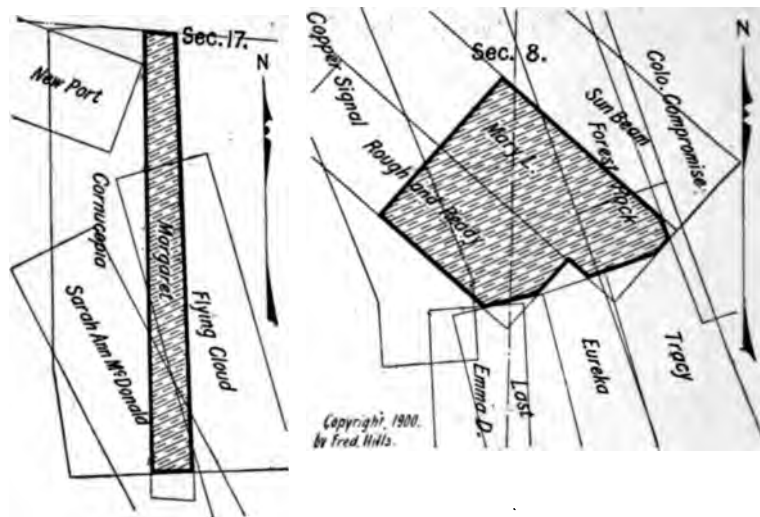 Sec. 17.
N
New Port
Cornucopia
Margaret
Sarah Ann McDonald
Flying Cloud
Sec. 8.
N
Copper Signal
Rough and Ready
Mary L.
Sun Beam
Forest Rock
Colo. Compromise.
Emma D.
Last
Eureka
Tracy
Copyright, 1900.
by Fred. Hills.